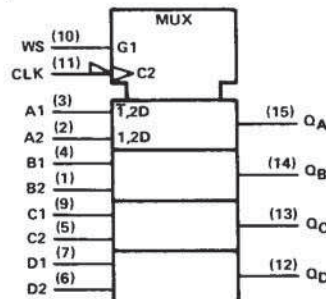 MUX
WS (10) G1
CLK (11) C2
A1 (3) 1̅,2D (15) QA
A2 (2) 1,2D
B1 (4) (14) QB
B2 (1)
C1 (9) (13) QC
C2 (5)
D1 (7) (12) QD
D2 (6)